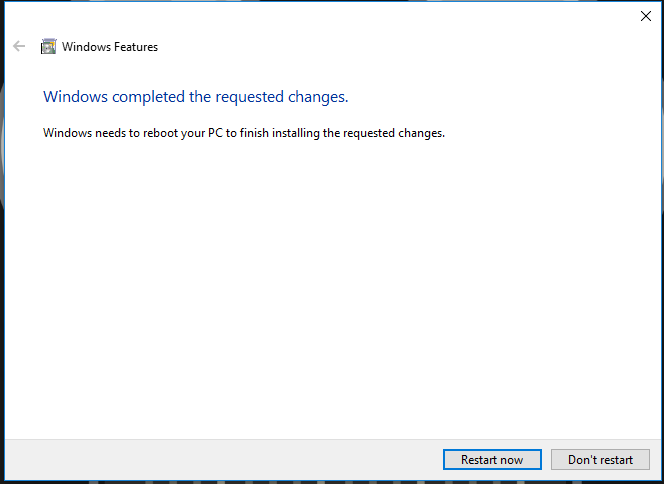 Windows Features
Windows completed the requested changes.
Windows needs to reboot your PC to finish installing the requested changes.
Restart now
Don't restart